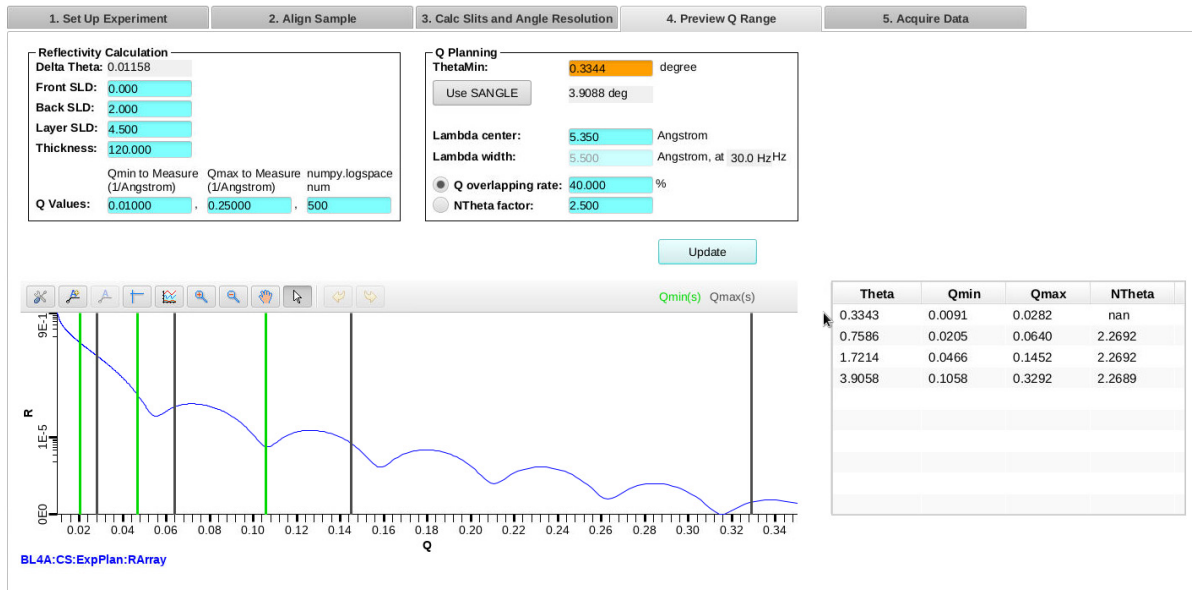 1. Set Up Experiment 2. Align Sample 3. Calc Slits and Angle Resolution 4. Preview Q Range 5. Acquire Data
Reflectivity Calculation
Delta Theta: 0.01158
Front SLD: 0.000
Back SLD: 2.000
Layer SLD: 4.500
Thickness: 120.000
Qmin to Measure Qmax to Measure numpy.logspace
(1/Angstrom) (1/Angstrom) num
Q Values: 0.01000 , 0.25000 , 500
Q Planning
ThetaMin: 0.3344 degree
Use SANGLE 3.9088 deg
Lambda center: 5.350 Angstrom
Lambda width: 5.500 Angstrom, at 30.0 Hz Hz
Q overlapping rate: 40.000 %
NTheta factor: 2.500
Update
Qmin(s) Qmax(s)
9E-1
1E-5
0E0
R
0.02 0.04 0.06 0.08 0.10 0.12 0.14 0.16 0.18 0.20 0.22 0.24 0.26 0.28 0.30 0.32 0.34
Q
BL4A:CS:ExpPlan:RArray
Theta Qmin Qmax NTheta
0.3343 0.0091 0.0282 nan
0.7586 0.0205 0.0640 2.2692
1.7214 0.0466 0.1452 2.2692
3.9058 0.1058 0.3292 2.2689